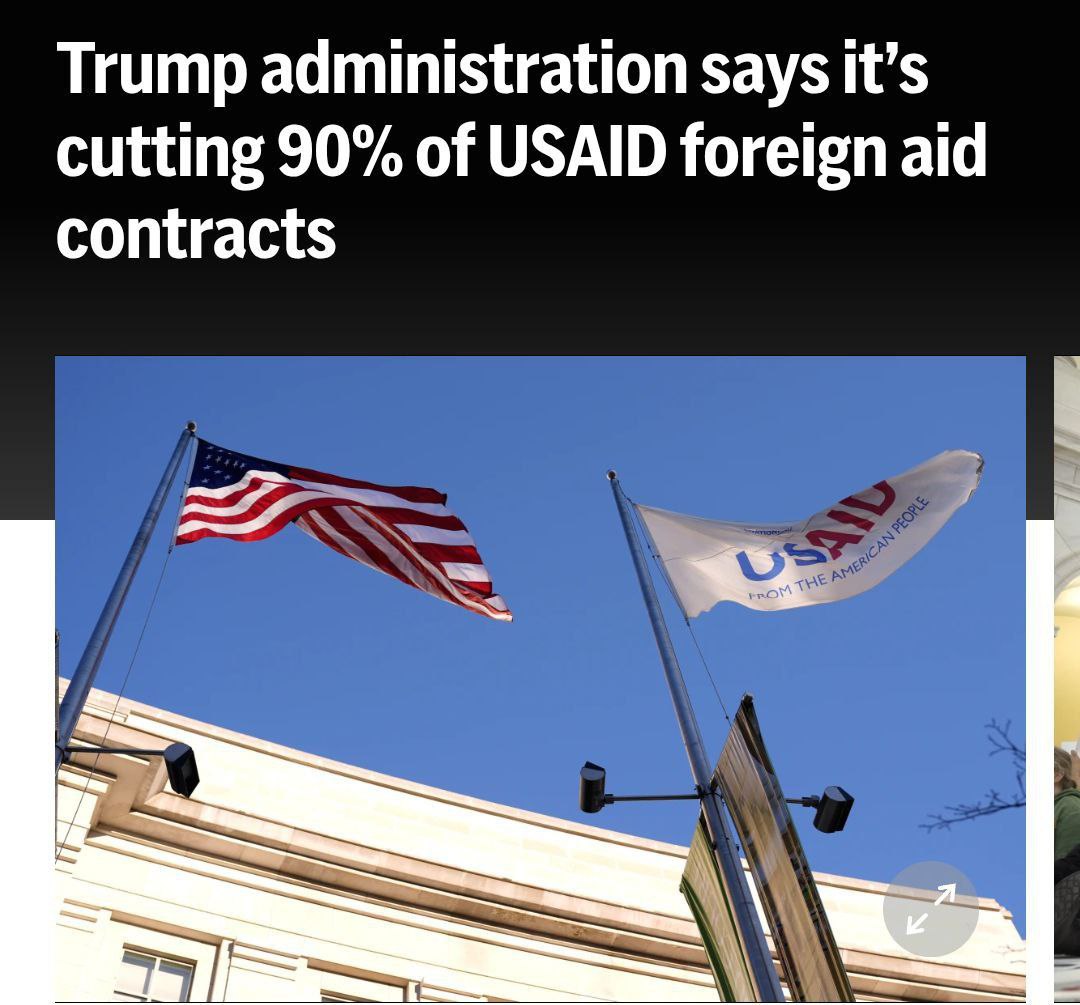 Trump administration says it’s
cutting 90% of USAID foreign aid
contracts
USAID
FROM THE AMERICAN PEOPLE